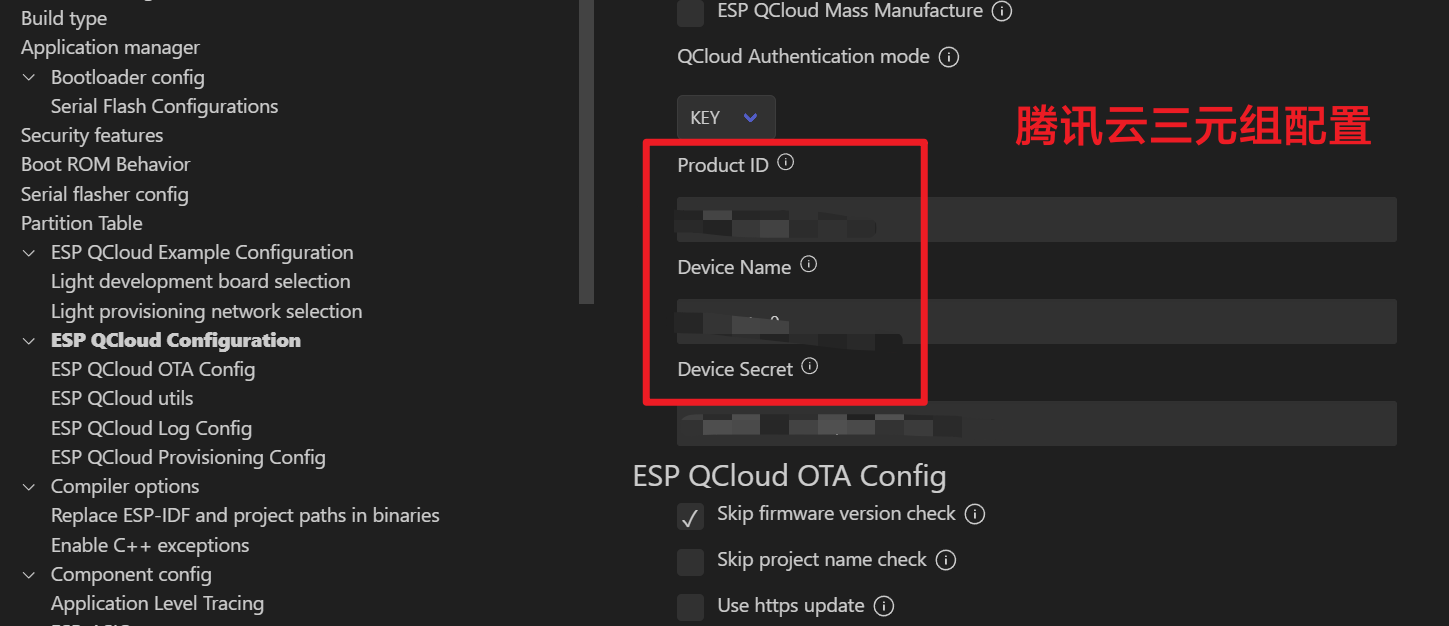 Build type
Application manager
Bootloader config
Serial Flash Configurations
Security features
Boot ROM Behavior
Serial flasher config
Partition Table
ESP QCloud Example Configuration
Light development board selection
Light provisioning network selection
ESP QCloud Configuration
ESP QCloud OTA Config
ESP QCloud utils
ESP QCloud Log Config
ESP QCloud Provisioning Config
Compiler options
Replace ESP-IDF and project paths in binaries
Enable C++ exceptions
Component config
Application Level Tracing
ESP QCloud Mass Manufacture
QCloud Authentication mode
KEY
腾讯云三元组配置
Product ID
Device Name
Device Secret
ESP QCloud OTA Config
Skip firmware version check
Skip project name check
Use https update